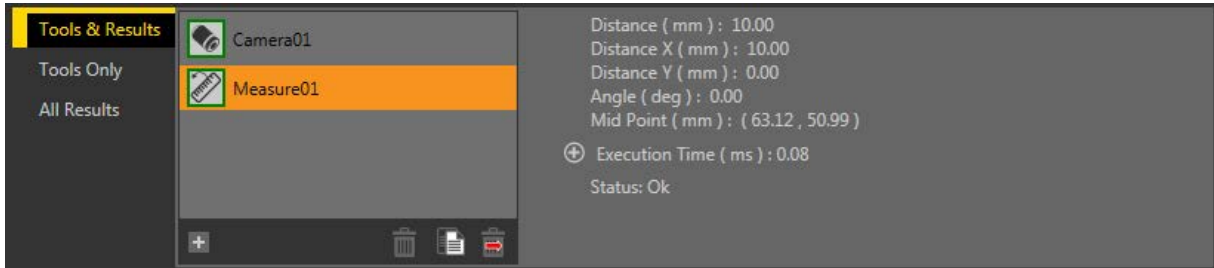 Tools & Results
Tools Only
All Results
Camera01
Measure01
Distance ( mm ) : 10.00
Distance X ( mm ) : 10.00
Distance Y ( mm ) : 0.00
Angle ( deg ) : 0.00
Mid Point ( mm ) : ( 63.12 , 50.99 )
Execution Time ( ms ) : 0.08
Status: Ok